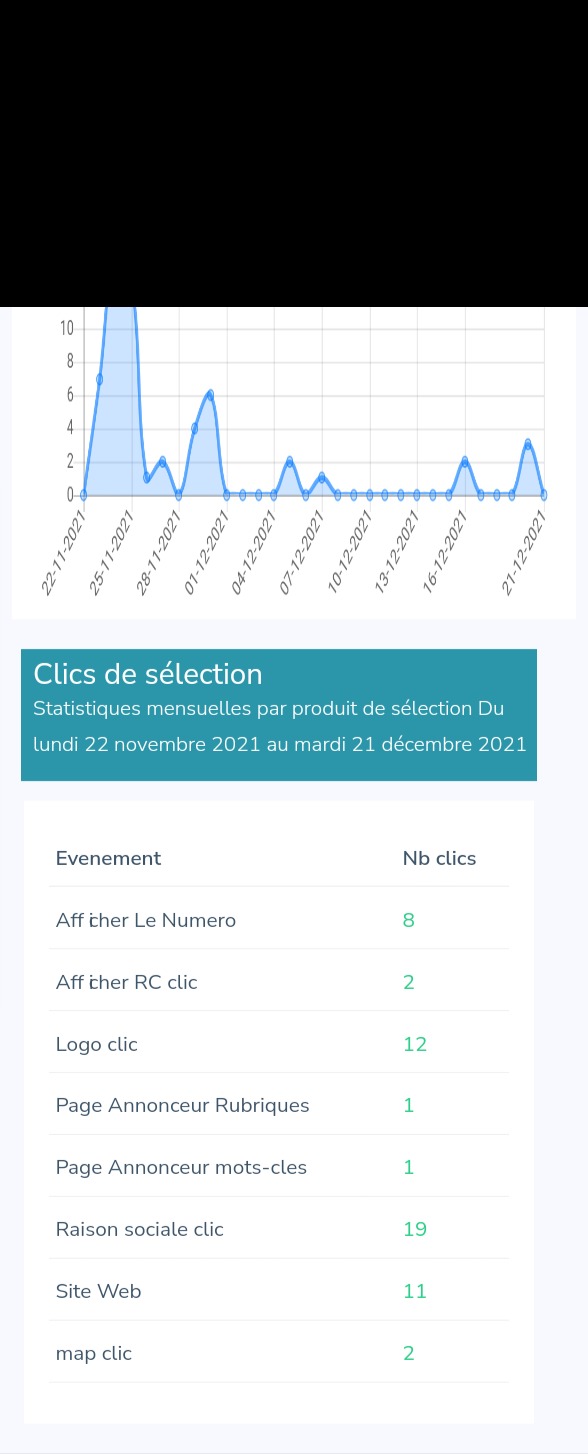 10
8
6
4
2
0
22-11-2021
25-11-2021
28-11-2021
01-12-2021
04-12-2021
07-12-2021
10-12-2021
13-12-2021
16-12-2021
21-12-2021
Clics de sélection
Statistiques mensuelles par produit de sélection Du
lundi 22 novembre 2021 au mardi 21 décembre 2021
Evenement Nb clics
Afficher Le Numero 8
Afficher RC clic 2
Logo clic 12
Page Annonceur Rubriques 1
Page Annonceur mots-cles 1
Raison sociale clic 19
Site Web 11
map clic 2